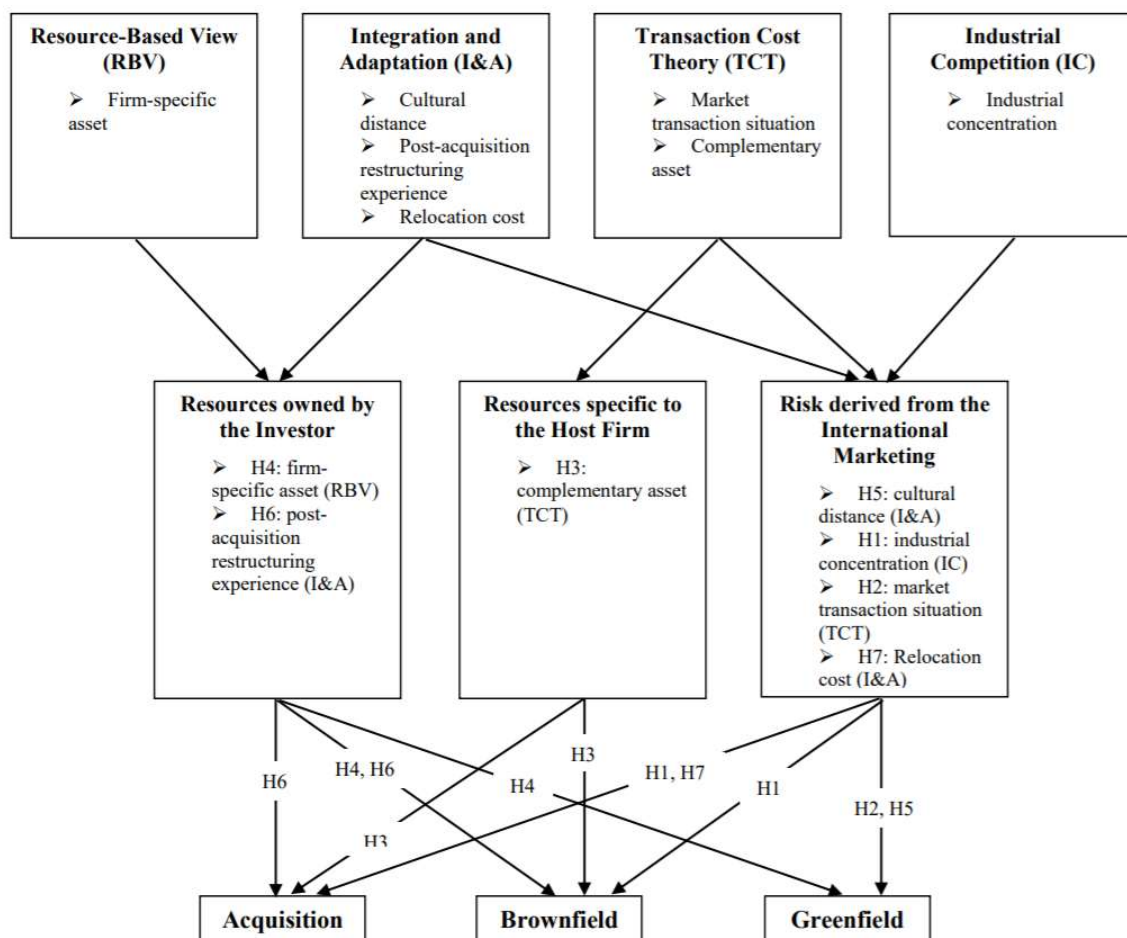 Resource-Based View
(RBV)
➢ Firm-specific
asset
Integration and
Adaptation (I&A)
➢ Cultural
distance
➢ Post-acquisition
restructuring
experience
➢ Relocation cost
Transaction Cost
Theory (TCT)
➢ Market
transaction situation
➢ Complementary
asset
Industrial
Competition (IC)
➢ Industrial
concentration
Resources owned by
the Investor
➢ H4: firm-
specific asset (RBV)
➢ H6: post-
acquisition
restructuring
experience (I&A)
Resources specific to
the Host Firm
➢ H3:
complementary asset
(TCT)
Risk derived from the
International
Marketing
➢ H5: cultural
distance (I&A)
➢ H1: industrial
concentration (IC)
➢ H2: market
transaction situation
(TCT)
➢ H7: Relocation
cost (I&A)
H6
H4, H6
H3
H3
H4
H1, H7
H1
H2, H5
Acquisition
Brownfield
Greenfield